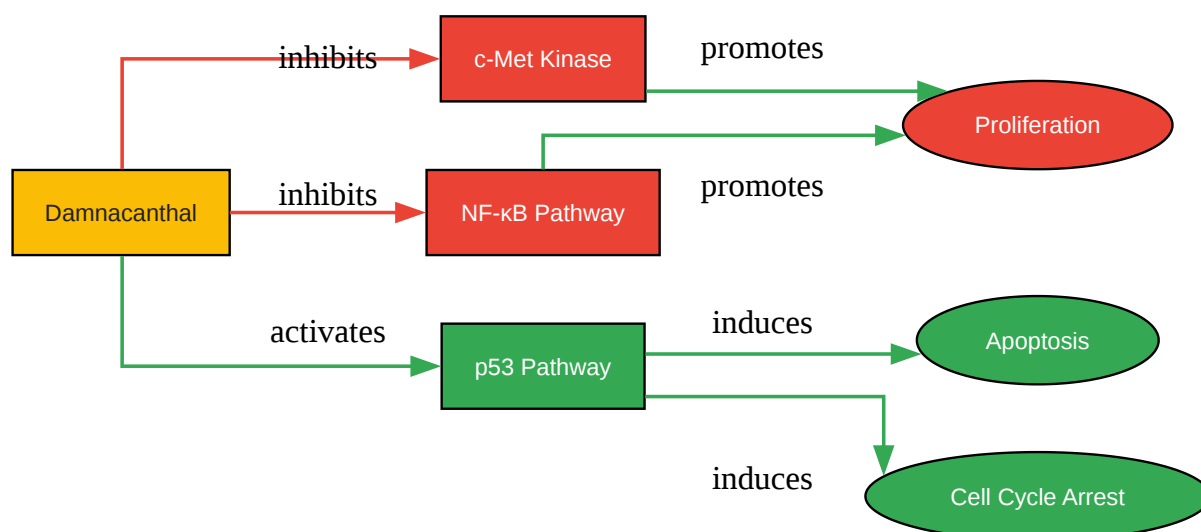 inhibits
c-Met Kinase
promotes
Proliferation
Damnacanthal
inhibits
NF-κB Pathway
promotes
activates
p53 Pathway
induces
Apoptosis
induces
Cell Cycle Arrest